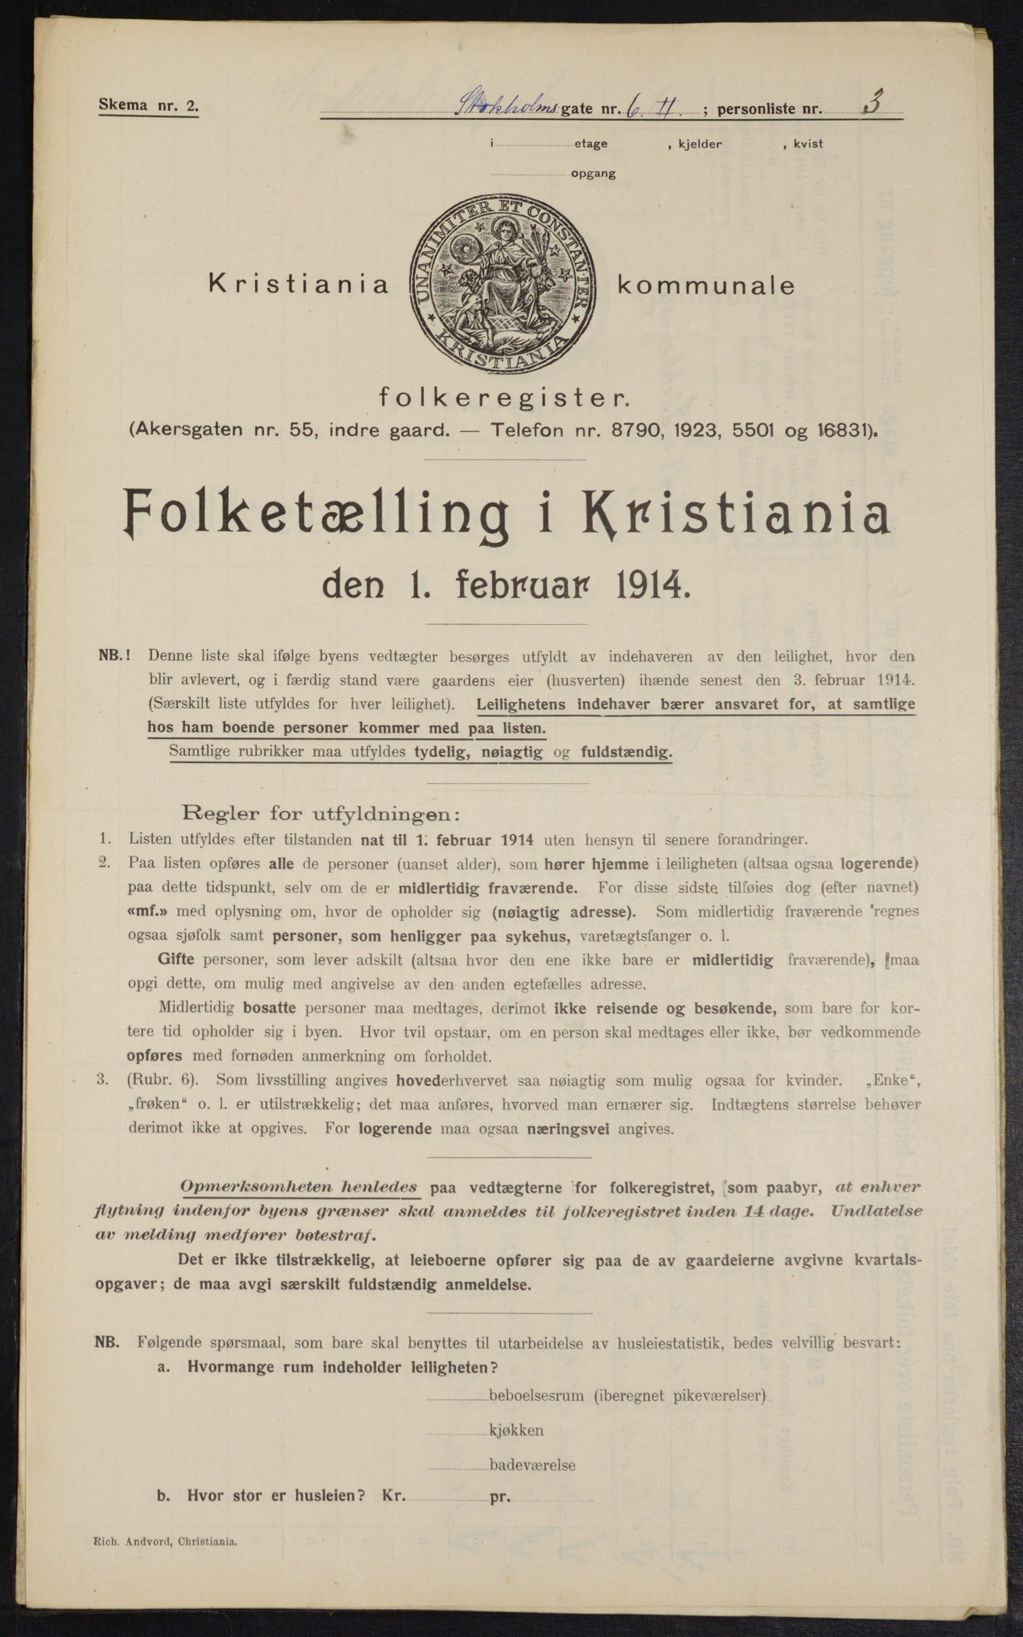 Skema nr. 2.
Stokholms gate nr. 6 II. ; personliste nr. 3
i etage , kjelder , kvist
opgang
UNANIMITER ET CONSTANTER
KRISTIANIA
Kristiania kommunale
folkeregister.
(Akersgaten nr. 55, indre gaard. — Telefon nr. 8790, 1923, 5501 og 16831).
Folketælling i Kristiania
den 1. februar 1914.
NB.! Denne liste skal ifølge byens vedtægter besørges utfyldt av indehaveren av den leilighet, hvor den
blir avlevert, og i færdig stand være gaardens eier (husverten) ihænde senest den 3. februar 1914.
(Særskilt liste utfyldes for hver leilighet). Leilighetens indehaver bærer ansvaret for, at samtlige
hos ham boende personer kommer med paa listen.
Samtlige rubrikker maa utfyldes tydelig, nøiagtig og fuldstændig.
Regler for utfyldningen:
1. Listen utfyldes efter tilstanden nat til 1. februar 1914 uten hensyn til senere forandringer.
2. Paa listen opføres alle de personer (uanset alder), som hører hjemme i leiligheten (altsaa ogsaa logerende)
paa dette tidspunkt, selv om de er midlertidig fraværende. For disse sidste tilføies dog (efter navnet)
«mf.» med oplysning om, hvor de opholder sig (nøiagtig adresse). Som midlertidig fraværende regnes
ogsaa sjøfolk samt personer, som henligger paa sykehus, varetægtsfanger o. l.
Gifte personer, som lever adskilt (altsaa hvor den ene ikke bare er midlertidig fraværende), maa
opgi dette, om mulig med angivelse av den anden egtefælles adresse.
Midlertidig bosatte personer maa medtages, derimot ikke reisende og besøkende, som bare for kor-
tere tid opholder sig i byen. Hvor tvil opstaar, om en person skal medtages eller ikke, bør vedkommende
opføres med fornøden anmerkning om forholdet.
3. (Rubr. 6). Som livsstilling angives hovederhvervet saa nøiagtig som mulig ogsaa for kvinder. „Enke“,
„frøken“ o. l. er utilstrækkelig; det maa anføres, hvorved man ernærer sig. Indtægtens størrelse behøver
derimot ikke at opgives. For logerende maa ogsaa næringsvei angives.
Opmerksomheten henledes paa vedtægterne for folkeregistret, som paabyr, at enhver
flytning indenfor byens grænser skal anmeldes til folkeregistret inden 14 dage. Undlatelse
av melding medfører bøtestraf.
Det er ikke tilstrækkelig, at leieboerne opfører sig paa de av gaardeierne avgivne kvartals-
opgaver; de maa avgi særskilt fuldstændig anmeldelse.
NB. Følgende spørsmaal, som bare skal benyttes til utarbeidelse av husleiestatistik, bedes velvillig besvart:
a. Hvormange rum indeholder leiligheten?
beboelsesrum (iberegnet pikeværelser)
kjøkken
badeværelse
b. Hvor stor er husleien? Kr. pr.
Rich. Andvord, Christiania.